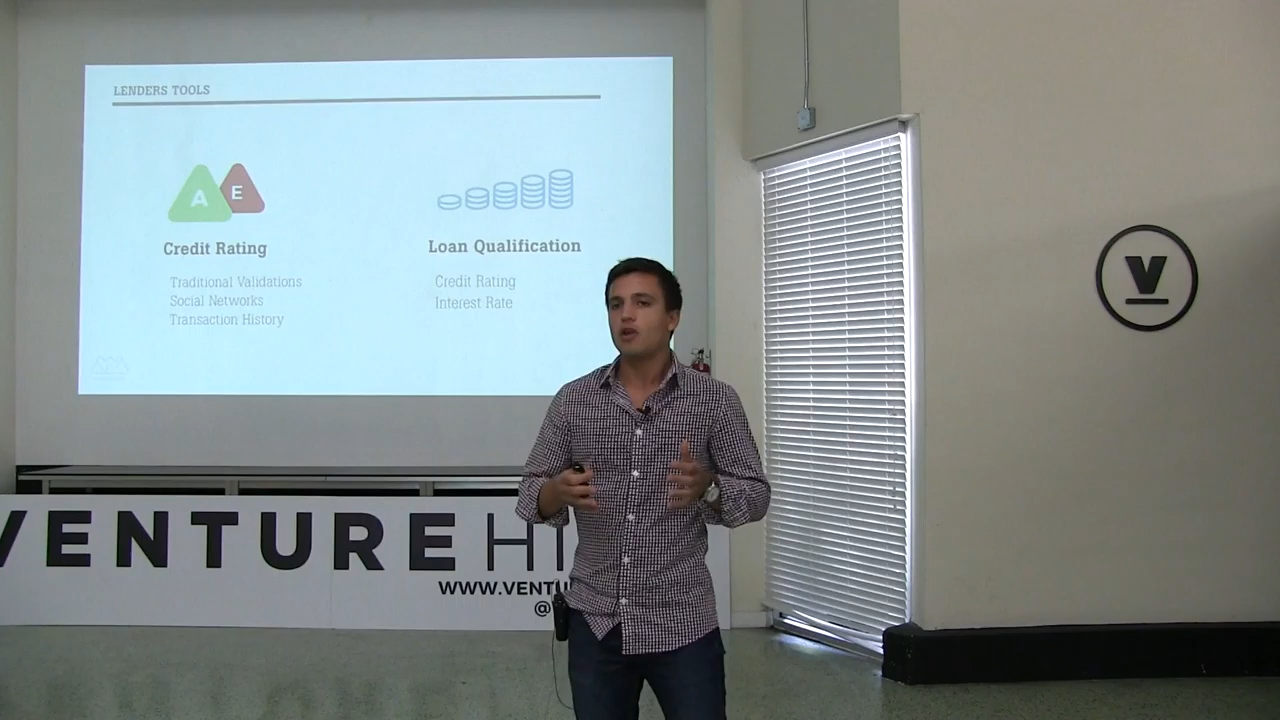 LENDERS TOOLS
A E
Credit Rating
Traditional Validations
Social Networks
Transaction History
Loan Qualification
Credit Rating
Interest Rate
V
VENTURE HI
WWW.VENTU
@